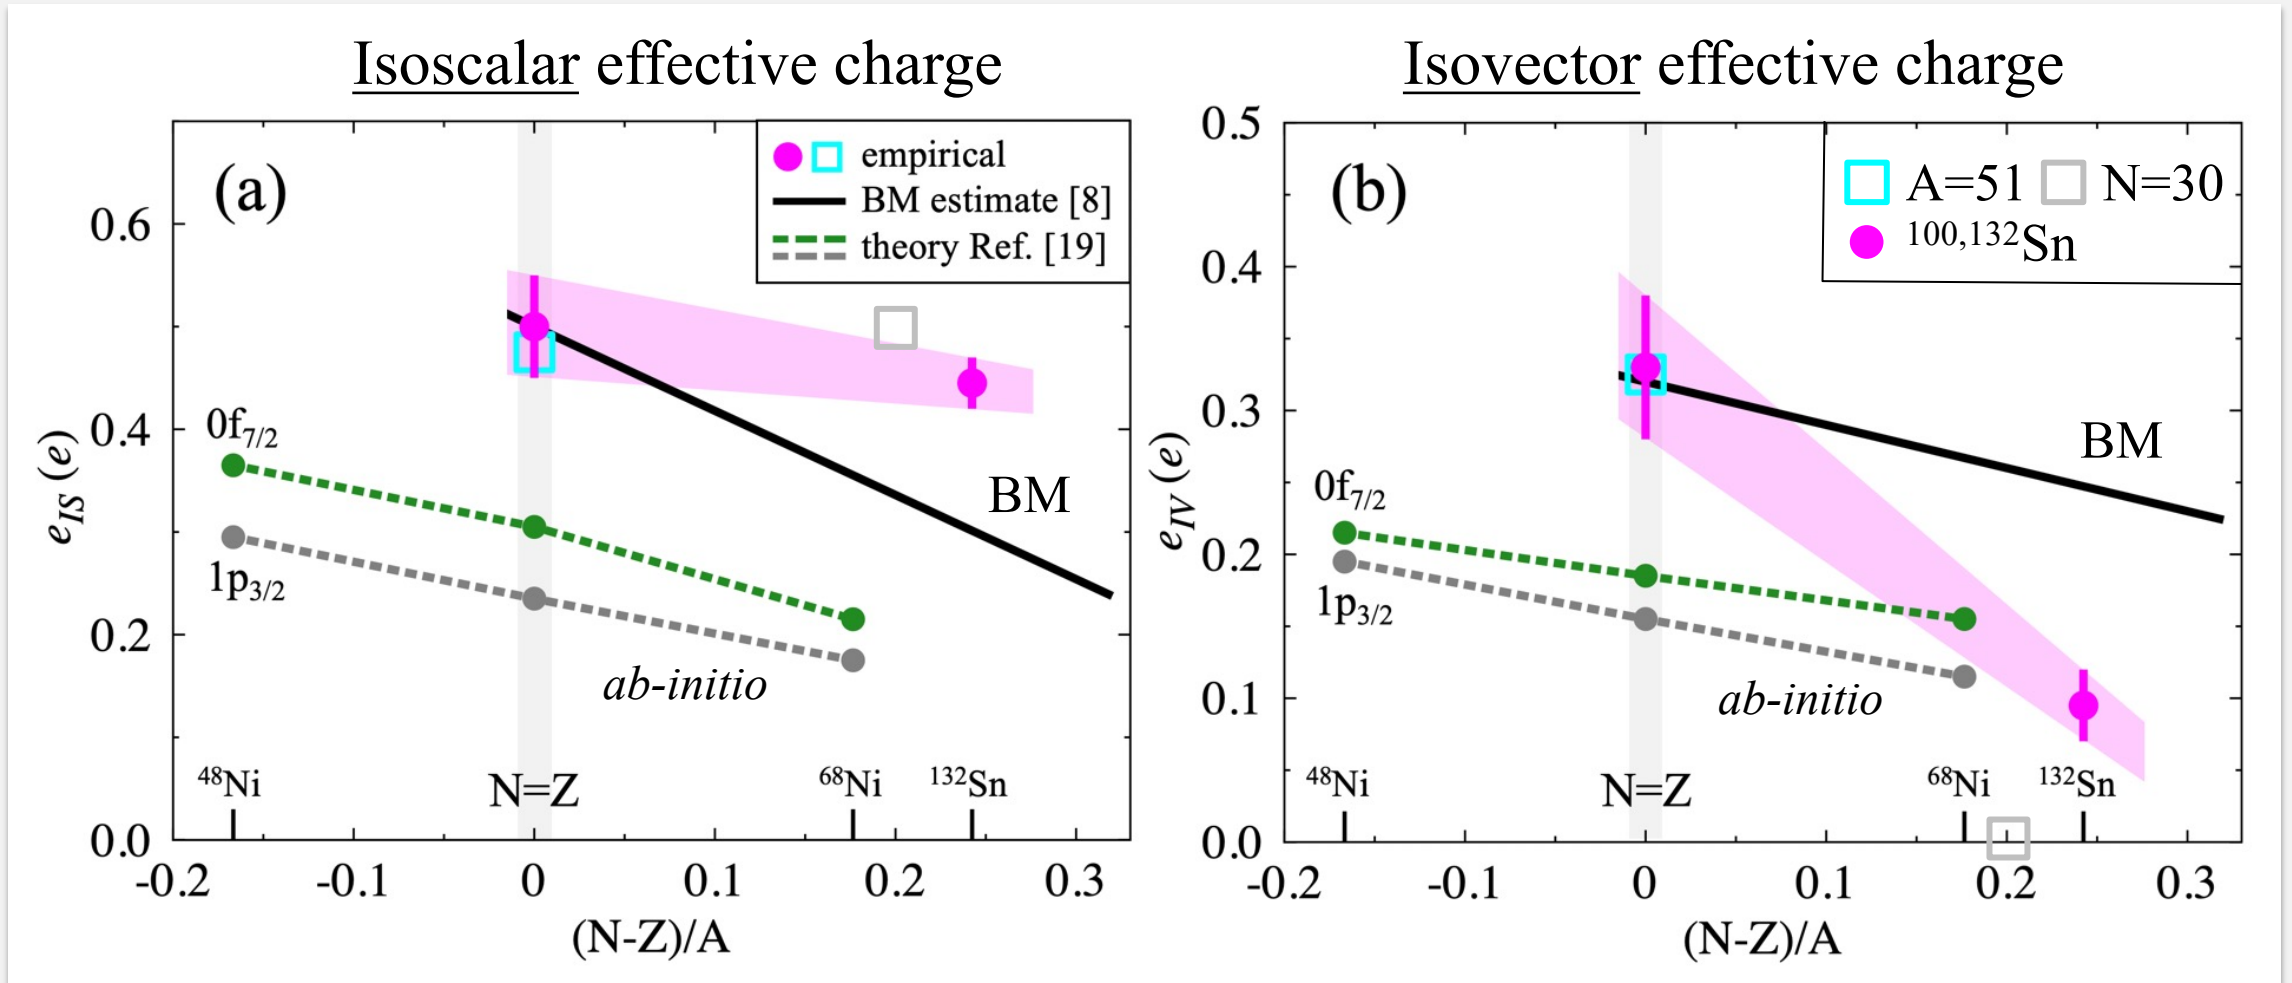 Isoscalar effective charge
(a)
empirical
BM estimate [8]
theory Ref. [19]
0.6
0.4
0.2
0.0
e_IS (e)
0f7/2
1p3/2
BM
ab-initio
48Ni
N=Z
68Ni
132Sn
-0.2 -0.1 0 0.1 0.2 0.3
(N-Z)/A
Isovector effective charge
(b)
A=51 N=30
100,132Sn
0.5
0.4
0.3
0.2
0.1
0.0
e_IV (e)
BM
0f7/2
1p3/2
ab-initio
48Ni
N=Z
68Ni
132Sn
-0.2 -0.1 0 0.1 0.2 0.3
(N-Z)/A